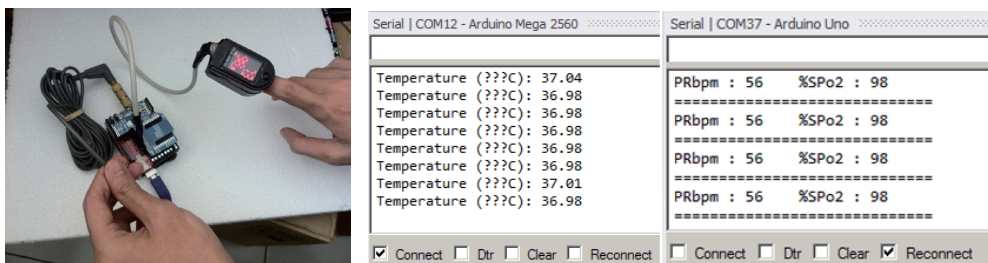 Serial | COM12 - Arduino Mega 2560
Temperature (???C): 37.04
Temperature (???C): 36.98
Temperature (???C): 36.98
Temperature (???C): 36.98
Temperature (???C): 36.98
Temperature (???C): 36.98
Temperature (???C): 37.01
Temperature (???C): 36.98
Connect Dtr Clear Reconnect
Serial | COM37 - Arduino Uno
PRbpm : 56 %SPo2 : 98
==============================
PRbpm : 56 %SPo2 : 98
==============================
PRbpm : 56 %SPo2 : 98
==============================
PRbpm : 56 %SPo2 : 98
==============================
Connect Dtr Clear Reconnect